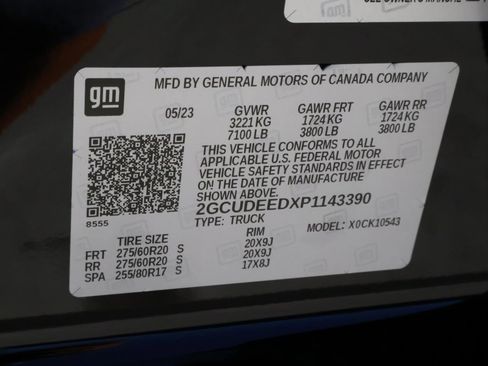 SEE OWNER'S MANUAL
gm
MFD BY GENERAL MOTORS OF CANADA COMPANY
05/23 GVWR GAWR FRT GAWR RR
3221 KG 1724 KG 1724 KG
7100 LB 3800 LB 3800 LB
THIS VEHICLE CONFORMS TO ALL
APPLICABLE U.S. FEDERAL MOTOR
VEHICLE SAFETY STANDARDS IN EFFECT
ON THE DATE OF MANUFACTURE
SHOWN ABOVE.
2GCUDEEDXP1143390
8555
TYPE: TRUCK MODEL: X0CK10543
TIRE SIZE RIM
FRT 275/60R20 S 20X9J
RR 275/60R20 S 20X9J
SPA 255/80R17 S 17X8J